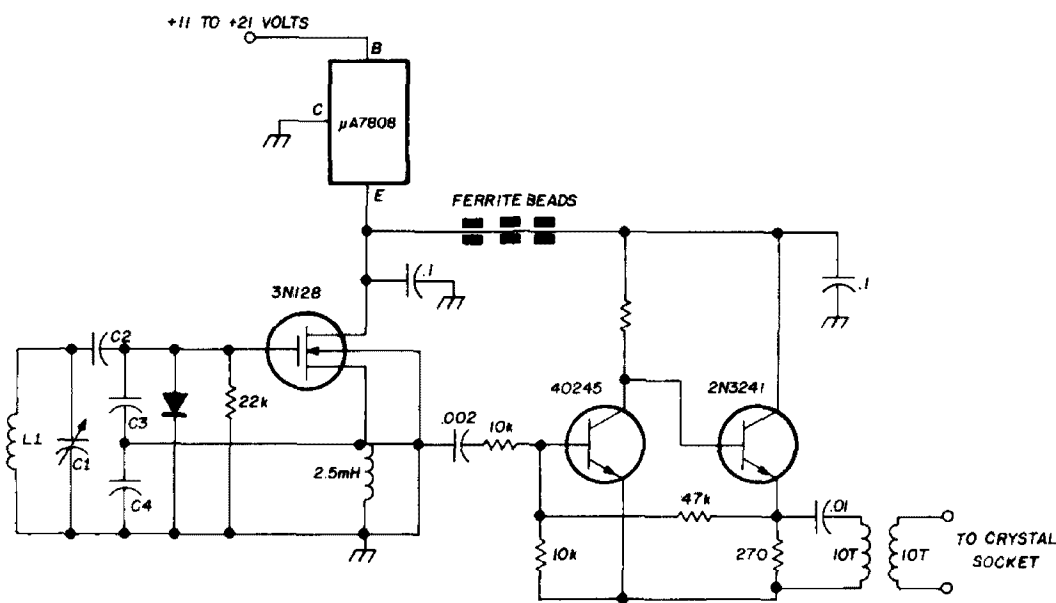 +11 TO +21 VOLTS
B
C
μA7808
E
FERRITE BEADS
.1
.1
3N128
C2
40245
2N3241
22k
.002
10k
C3
L1
C1
2.5mH
C4
47k
.01
10k
270
10T
10T
TO CRYSTAL
SOCKET